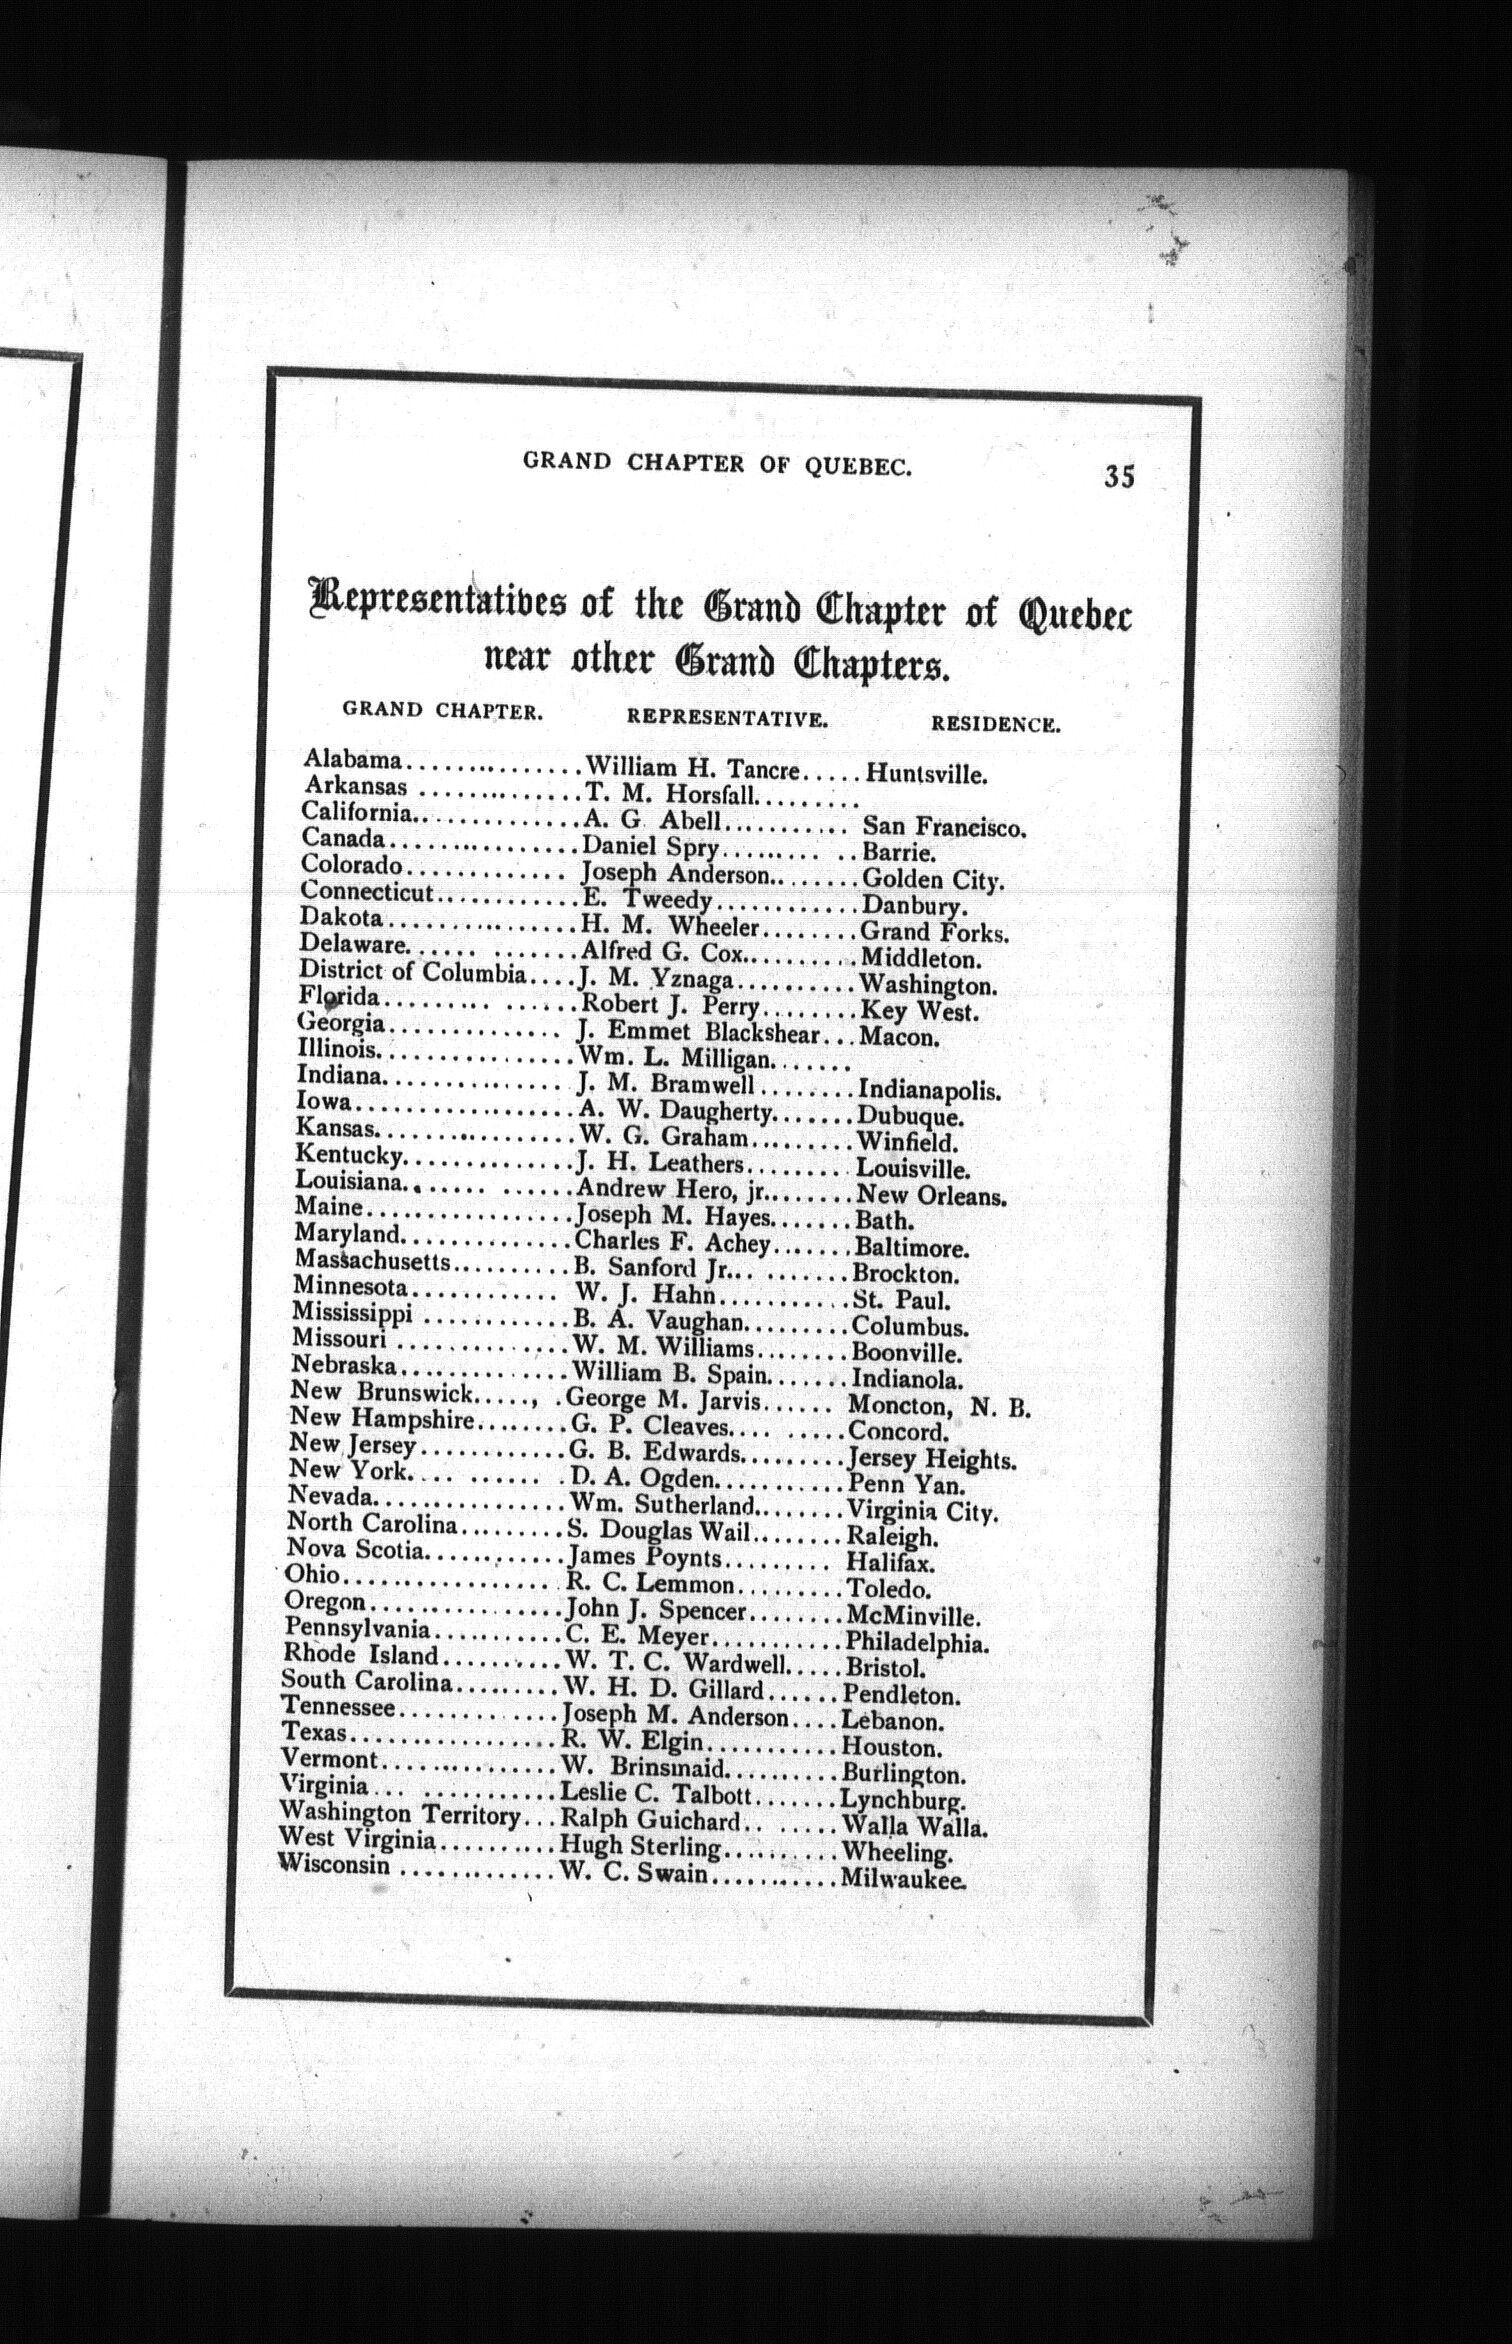 GRAND CHAPTER OF QUEBEC. 35
Representatives of the Grand Chapter of Quebec
near other Grand Chapters.
GRAND CHAPTER. REPRESENTATIVE. RESIDENCE.
Alabama..............William H. Tancre.....Huntsville.
Arkansas .............T. M. Horsfall.........
California..............A. G. Abell........... San Francisco.
Canada................Daniel Spry......... ..Barrie.
Colorado............. Joseph Anderson........Golden City.
Connecticut............E. Tweedy............Danbury.
Dakota................H. M. Wheeler........Grand Forks.
Delaware...... .......Alfred G. Cox..........Middleton.
District of Columbia....J. M. Yznaga..........Washington.
Florida......... ......Robert J. Perry........Key West.
Georgia.............. J. Emmet Blackshear...Macon.
Illinois................Wm. L. Milligan.......
Indiana............... J. M. Bramwell........Indianapolis.
Iowa..................A. W. Daugherty.......Dubuque.
Kansas.................W. G. Graham.........Winfield.
Kentucky..............J. H. Leathers.........Louisville.
Louisiana....... ......Andrew Hero, jr........New Orleans.
Maine.................Joseph M. Hayes.......Bath.
Maryland..............Charles F. Achey.......Baltimore.
Massachusetts..........B. Sanford Jr... .......Brockton.
Minnesota............ W. J. Hahn...........St. Paul.
Mississippi ............B. A. Vaughan.........Columbus.
Missouri ..............W. M. Williams........Boonville.
Nebraska..............William B. Spain.......Indianola.
New Brunswick....., .George M. Jarvis...... Moncton, N. B.
New Hampshire........G. P. Cleaves.... .....Concord.
New Jersey............G. B. Edwards.........Jersey Heights.
New York.... ...... .D. A. Ogden...........Penn Yan.
Nevada................Wm. Sutherland........Virginia City.
North Carolina.........S. Douglas Wail........Raleigh.
Nova Scotia............James Poynts......... Halifax.
Ohio................. .R. C. Lemmon.........Toledo.
Oregon................John J. Spencer........McMinville.
Pennsylvania...........C. E. Meyer...........Philadelphia.
Rhode Island..........W. T. C. Wardwell.....Bristol.
South Carolina.........W. H. D. Gillard......Pendleton.
Tennessee.............Joseph M. Anderson....Lebanon.
Texas.................R. W. Elgin...........Houston.
Vermont..............W. Brinsmaid..........Burlington.
Virginia... ...........Leslie C. Talbott.......Lynchburg.
Washington Territory...Ralph Guichard.. ......Walla Walla.
West Virginia..........Hugh Sterling..........Wheeling.
Wisconsin .............W. C. Swain...........Milwaukee.